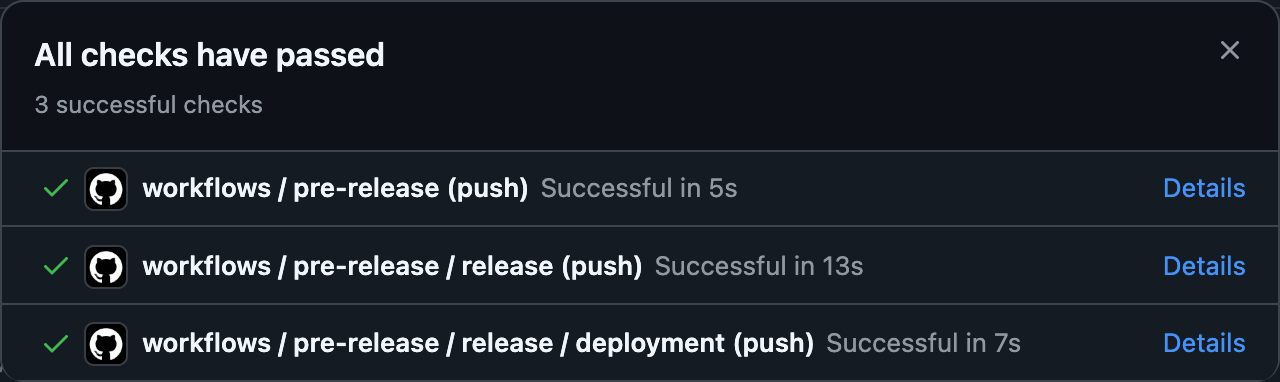 All checks have passed
3 successful checks
workflows / pre-release (push) Successful in 5s Details
workflows / pre-release / release (push) Successful in 13s Details
workflows / pre-release / release / deployment (push) Successful in 7s Details